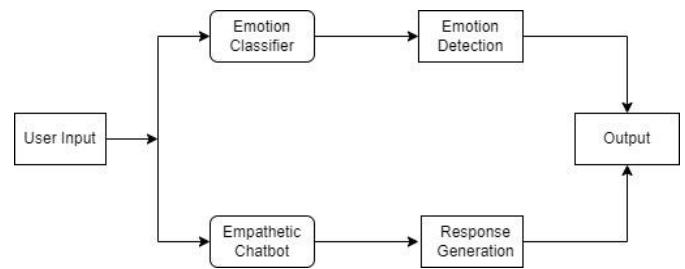 Emotion
Classifier
Emotion
Detection
User Input
Output
Empathetic
Chatbot
Response
Generation